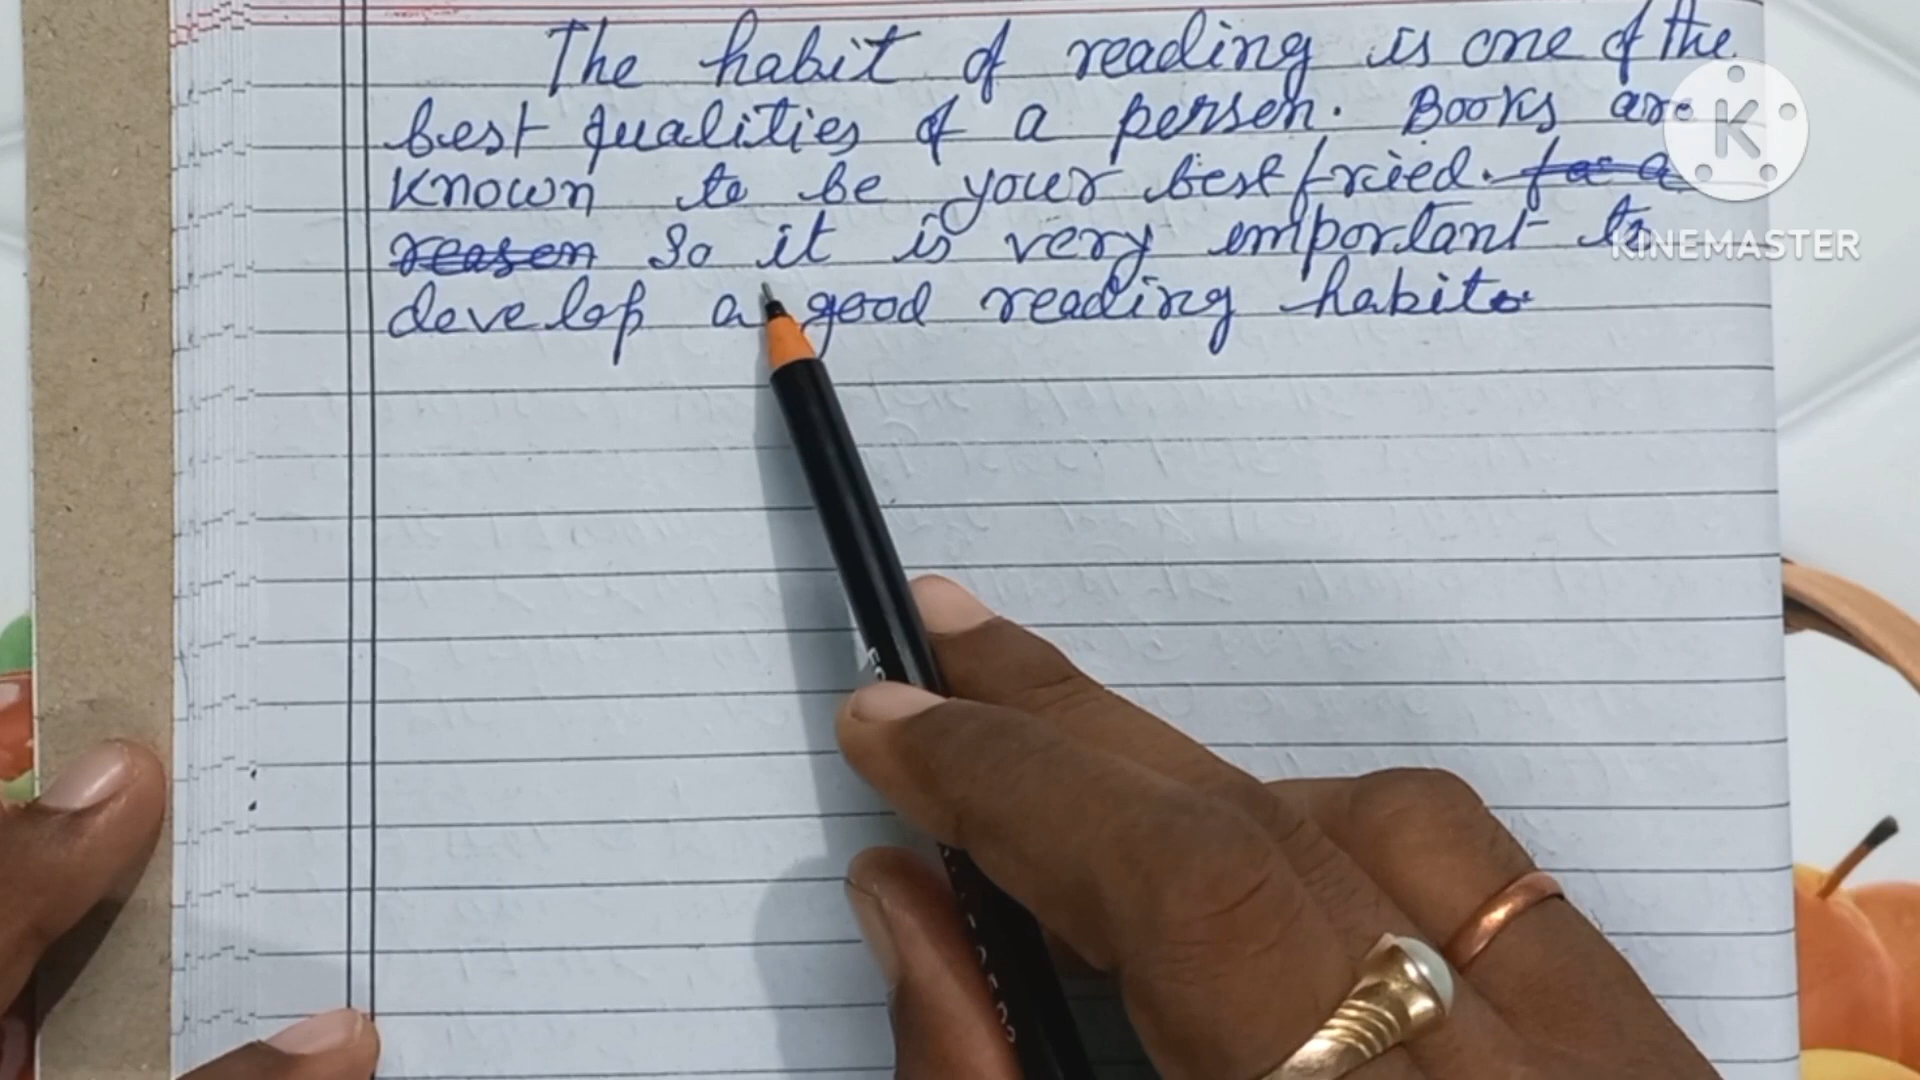 The habit of reading is one of the
best qualities of a person. Books are
known to be your best fried. for a
reason So it is very important to
develop a good reading habit.
K
KINEMASTER